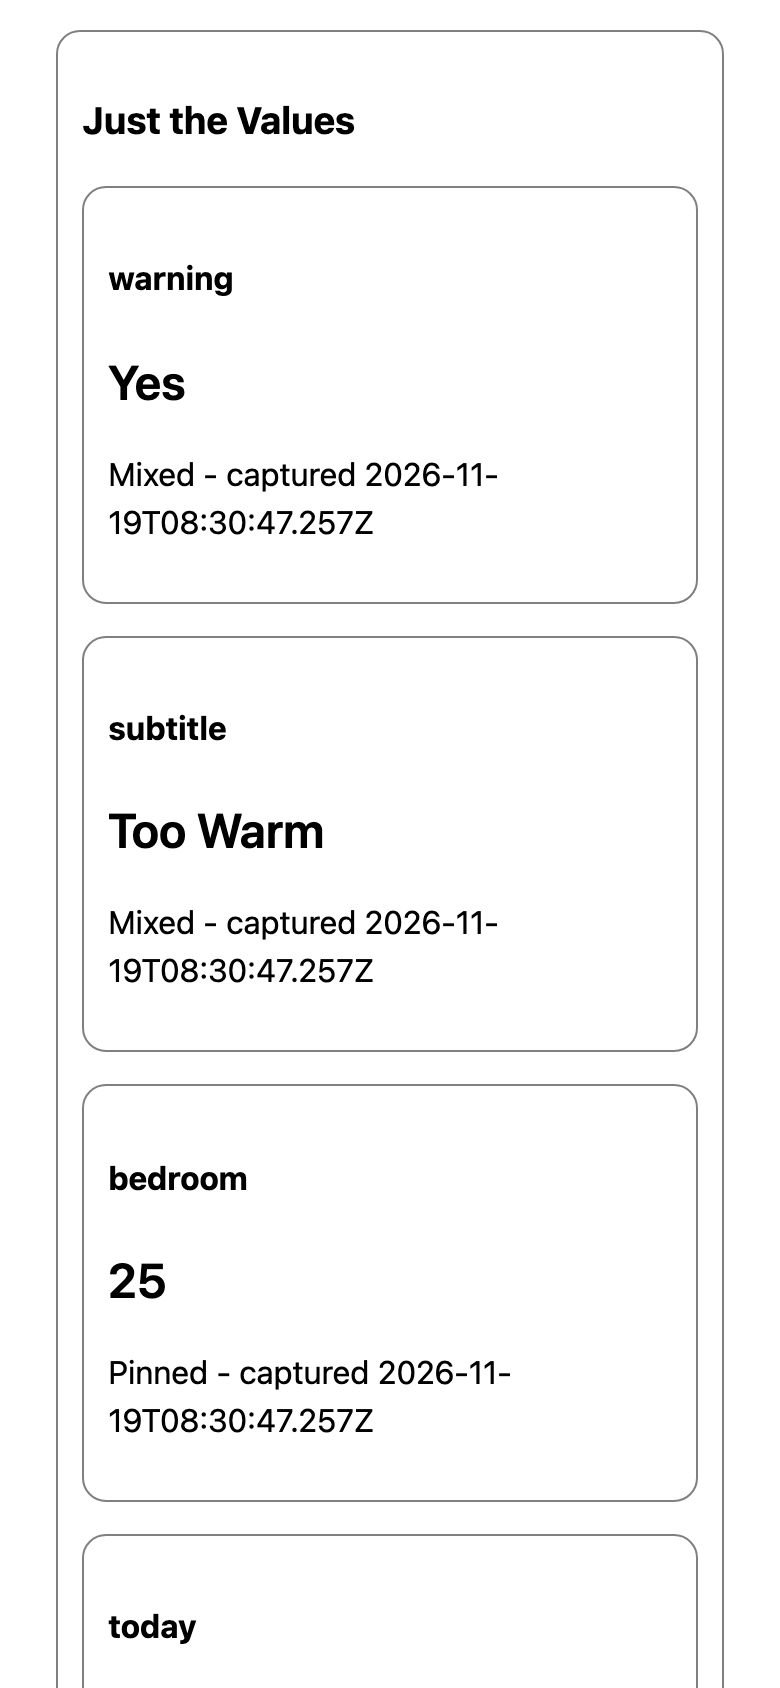 Just the Values
warning
Yes
Mixed - captured 2026-11-
19T08:30:47.257Z
subtitle
Too Warm
Mixed - captured 2026-11-
19T08:30:47.257Z
bedroom
25
Pinned - captured 2026-11-
19T08:30:47.257Z
today